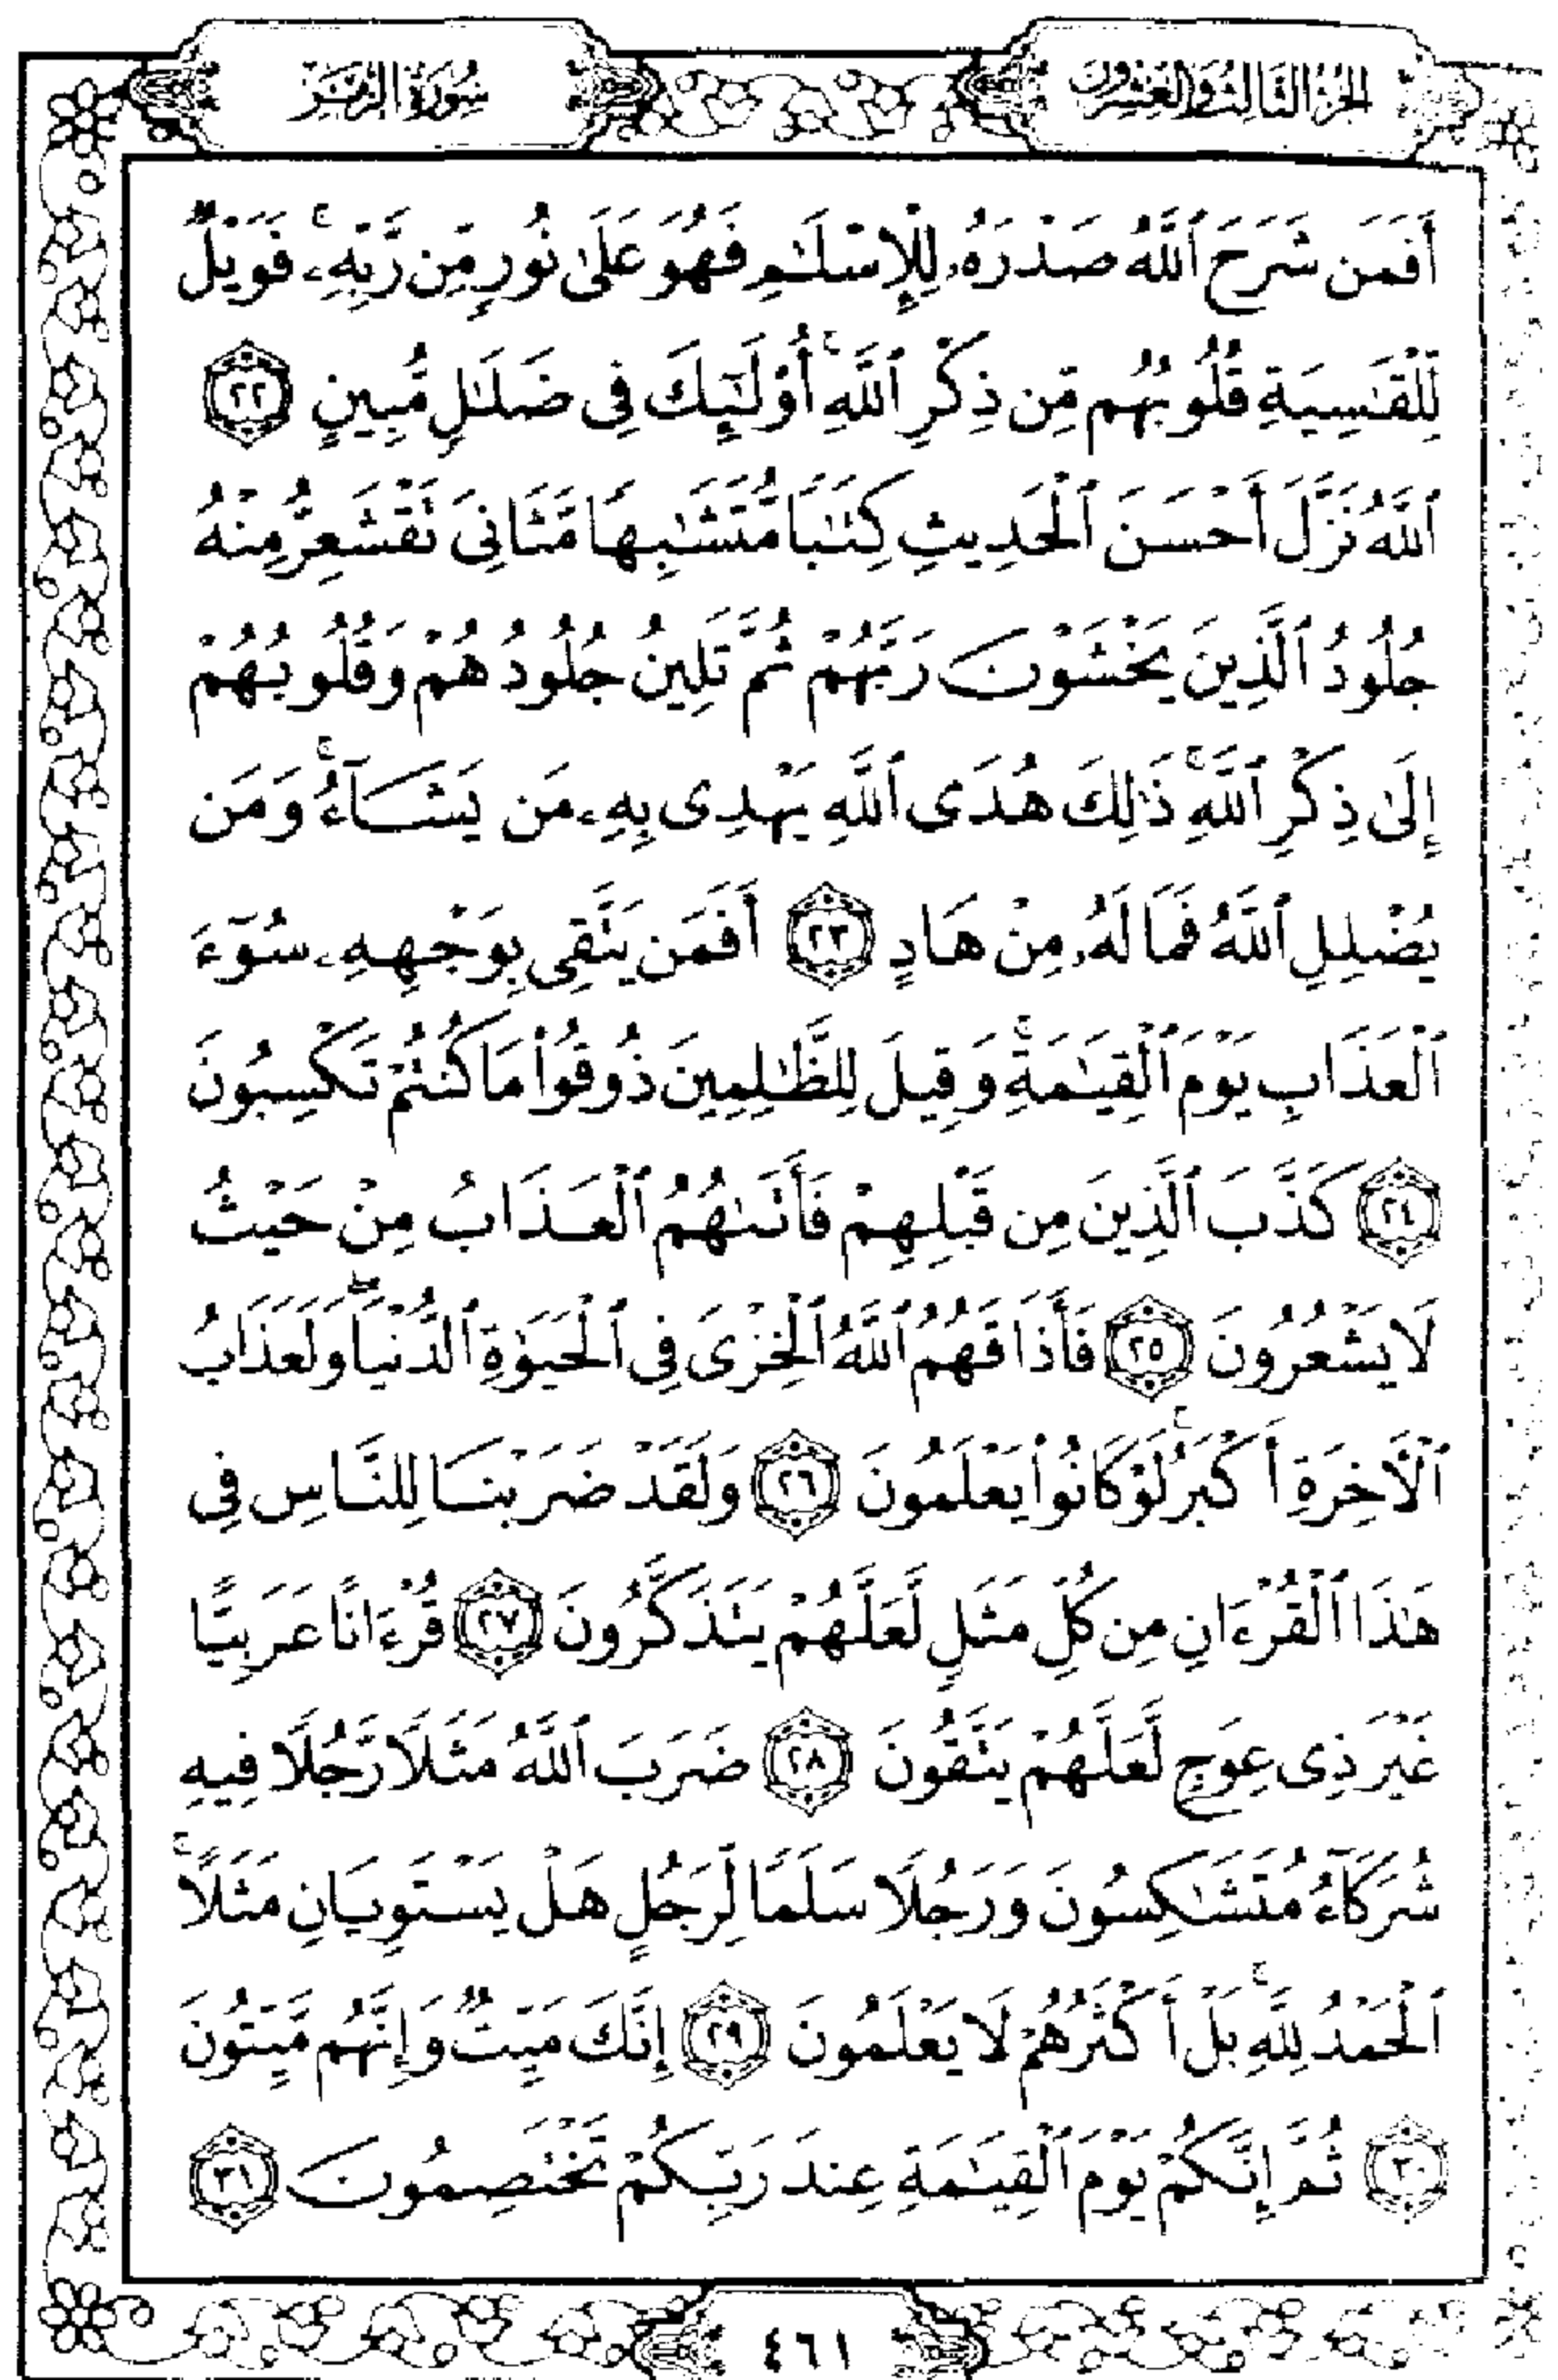 الجزء الثالث والعشرون
سورة الزمر
أَفَمَن شَرَحَ ٱللَّهُ صَدْرَهُۥ لِلْإِسْلَٰمِ فَهُوَ عَلَىٰ نُورٍ مِّن رَّبِّهِۦۚ فَوَيْلٌ
لِّلْقَٰسِيَةِ قُلُوبُهُم مِّن ذِكْرِ ٱللَّهِۚ أُو۟لَٰٓئِكَ فِى ضَلَٰلٍ مُّبِينٍ ٢٢
ٱللَّهُ نَزَّلَ أَحْسَنَ ٱلْحَدِيثِ كِتَٰبًا مُّتَشَٰبِهًا مَّثَانِىَ تَقْشَعِرُّ مِنْهُ
جُلُودُ ٱلَّذِينَ يَخْشَوْنَ رَبَّهُمْ ثُمَّ تَلِينُ جُلُودُهُمْ وَقُلُوبُهُمْ
إِلَىٰ ذِكْرِ ٱللَّهِۚ ذَٰلِكَ هُدَى ٱللَّهِ يَهْدِى بِهِۦ مَن يَشَآءُۚ وَمَن
يُضْلِلِ ٱللَّهُ فَمَا لَهُۥ مِنْ هَادٍ ٢٣ أَفَمَن يَتَّقِى بِوَجْهِهِۦ سُوٓءَ
ٱلْعَذَابِ يَوْمَ ٱلْقِيَٰمَةِۚ وَقِيلَ لِلظَّٰلِمِينَ ذُوقُوا۟ مَا كُنتُمْ تَكْسِبُونَ
٢٤ كَذَّبَ ٱلَّذِينَ مِن قَبْلِهِمْ فَأَتَىٰهُمُ ٱلْعَذَابُ مِنْ حَيْثُ
لَا يَشْعُرُونَ ٢٥ فَأَذَاقَهُمُ ٱللَّهُ ٱلْخِزْىَ فِى ٱلْحَيَوٰةِ ٱلدُّنْيَاۖ وَلَعَذَابُ
ٱلْءَاخِرَةِ أَكْبَرُۚ لَوْ كَانُوا۟ يَعْلَمُونَ ٢٦ وَلَقَدْ ضَرَبْنَا لِلنَّاسِ فِى
هَٰذَا ٱلْقُرْءَانِ مِن كُلِّ مَثَلٍ لَّعَلَّهُمْ يَتَذَكَّرُونَ ٢٧ قُرْءَانًا عَرَبِيًّا
غَيْرَ ذِى عِوَجٍ لَّعَلَّهُمْ يَتَّقُونَ ٢٨ ضَرَبَ ٱللَّهُ مَثَلًا رَّجُلًا فِيهِ
شُرَكَآءُ مُتَشَٰكِسُونَ وَرَجُلًا سَلَمًا لِّرَجُلٍ هَلْ يَسْتَوِيَانِ مَثَلًاۚ
ٱلْحَمْدُ لِلَّهِۚ بَلْ أَكْثَرُهُمْ لَا يَعْلَمُونَ ٢٩ إِنَّكَ مَيِّتٌ وَإِنَّهُم مَّيِّتُونَ
٣٠ ثُمَّ إِنَّكُمْ يَوْمَ ٱلْقِيَٰمَةِ عِندَ رَبِّكُمْ تَخْتَصِمُونَ ٣١
٤٦١